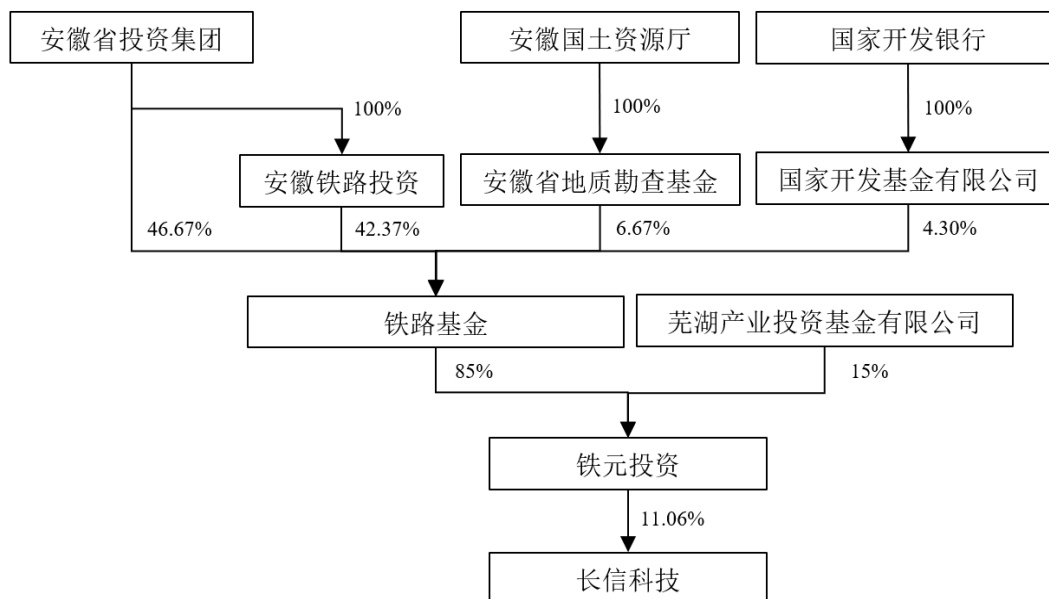 安徽省投资集团
安徽国土资源厅
国家开发银行
100%
100%
100%
安徽铁路投资
安徽省地质勘查基金
国家开发基金有限公司
46.67%
42.37%
6.67%
4.30%
铁路基金
芜湖产业投资基金有限公司
85%
15%
铁元投资
11.06%
长信科技